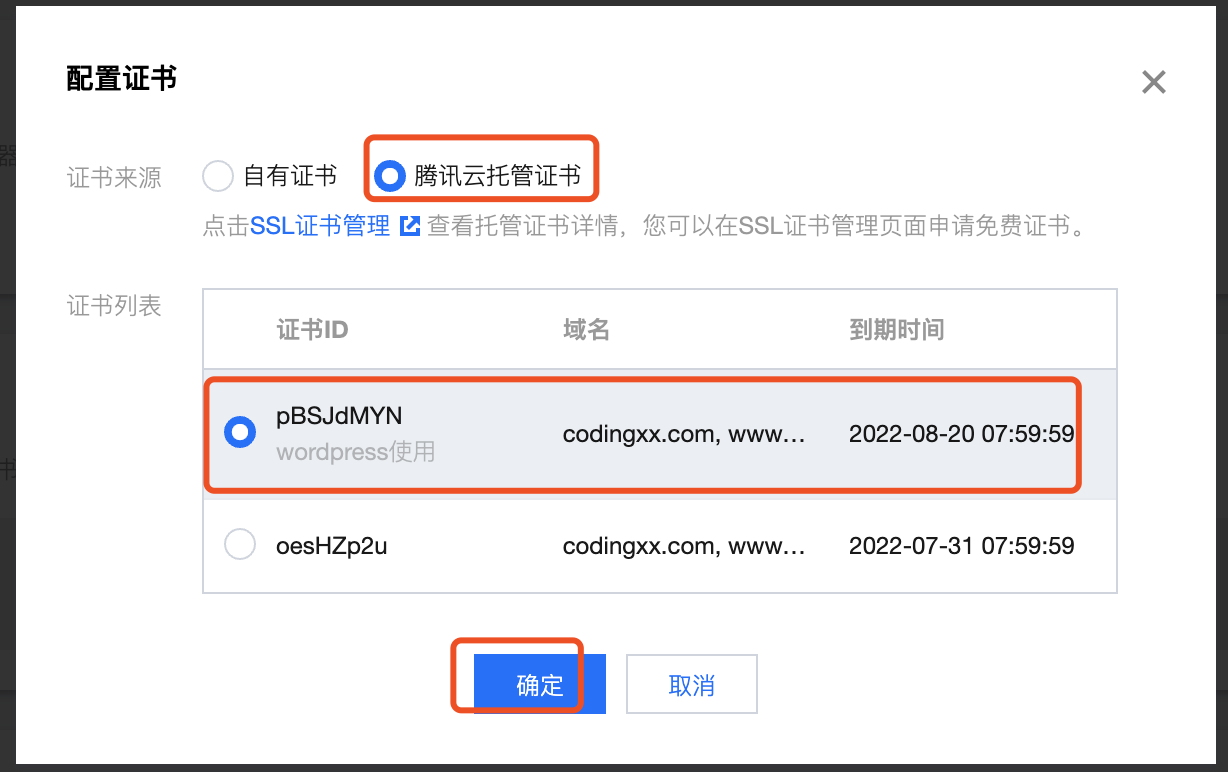 配置证书
证书来源 自有证书 腾讯云托管证书
点击SSL证书管理 查看托管证书详情，您可以在SSL证书管理页面申请免费证书。
证书列表
证书ID 域名 到期时间
pBSJdMYN
wordpress使用
codingxx.com, www... 2022-08-20 07:59:59
oesHZp2u codingxx.com, www... 2022-07-31 07:59:59
确定 取消
器
书